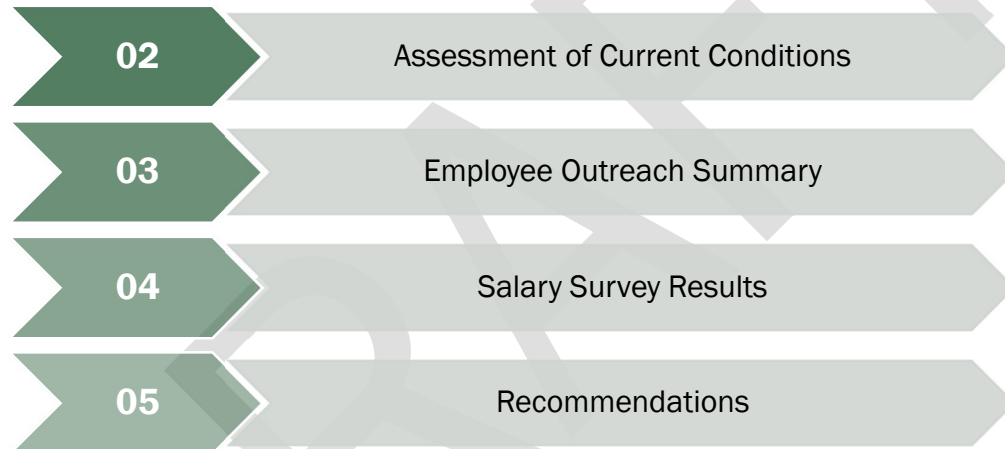 02 Assessment of Current Conditions
03 Employee Outreach Summary
04 Salary Survey Results
05 Recommendations